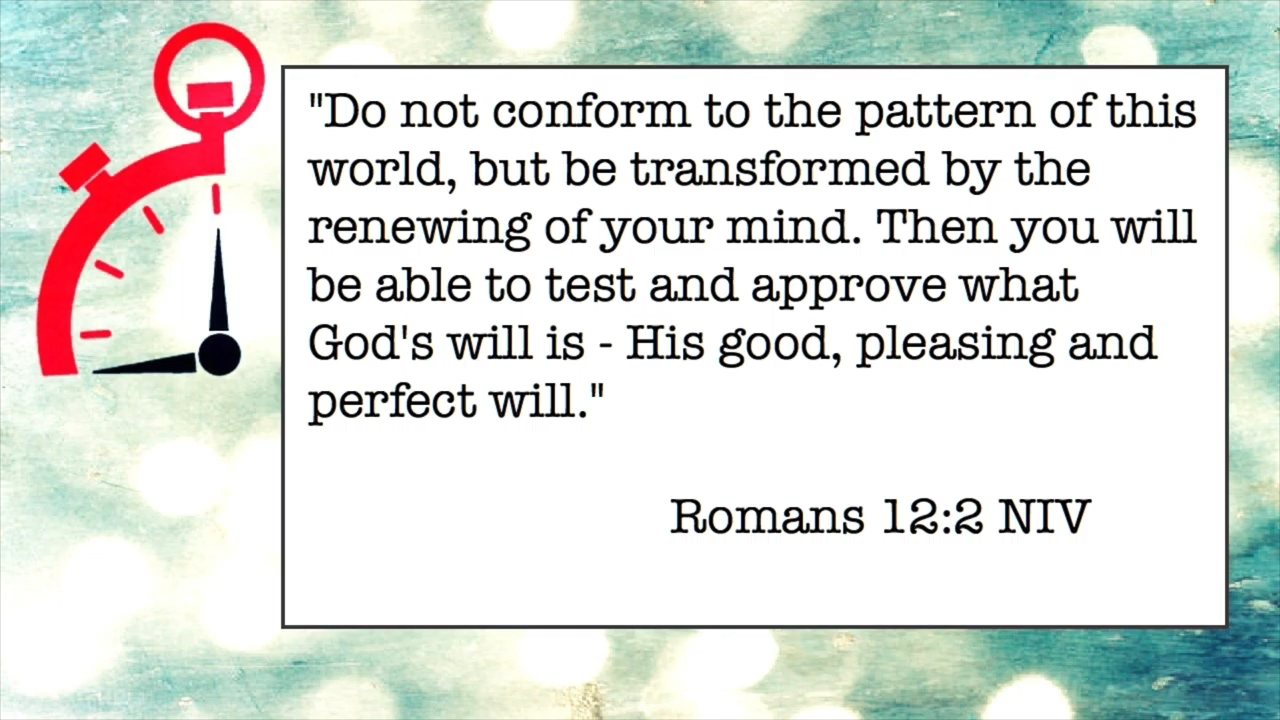 "Do not conform to the pattern of this
world, but be transformed by the
renewing of your mind. Then you will
be able to test and approve what
God's will is - His good, pleasing and
perfect will."
Romans 12:2 NIV